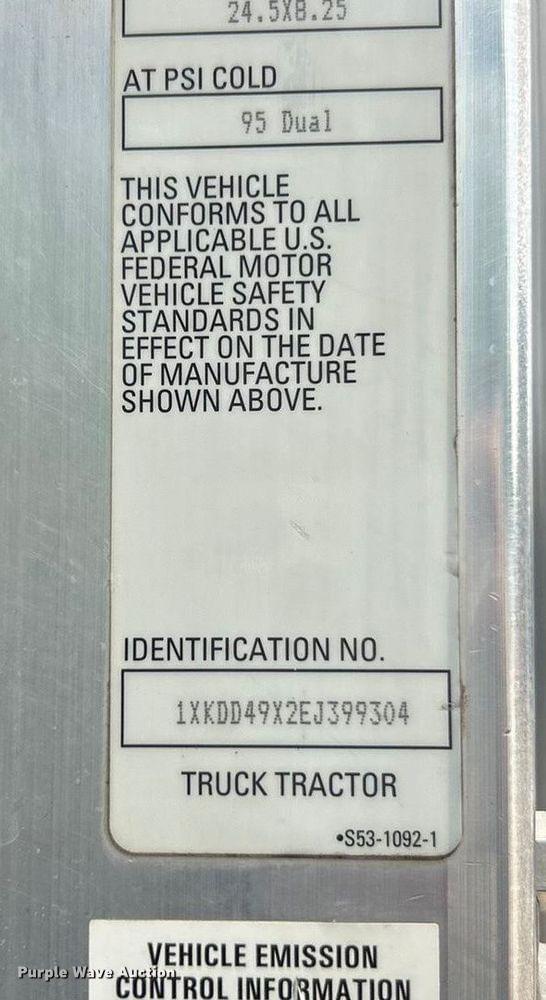 24.5X8.25
AT PSI COLD
95 Dual
THIS VEHICLE
CONFORMS TO ALL
APPLICABLE U.S.
FEDERAL MOTOR
VEHICLE SAFETY
STANDARDS IN
EFFECT ON THE DATE
OF MANUFACTURE
SHOWN ABOVE.
IDENTIFICATION NO.
1XKDD49X2EJ399304
TRUCK TRACTOR
•S53-1092-1
VEHICLE EMISSION
CONTROL INFORMATION
Purple Wave Auction